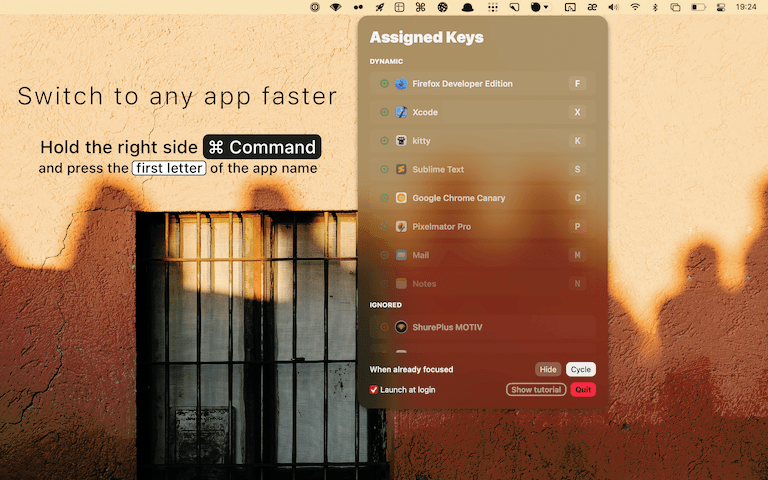 19:24
Switch to any app faster
Hold the right side ⌘ Command
and press the first letter of the app name
Assigned Keys
DYNAMIC
Firefox Developer Edition F
Xcode X
kitty K
Sublime Text S
Google Chrome Canary C
Pixelmator Pro P
Mail M
Notes N
IGNORED
ShurePlus MOTIV
When already focused Hide Cycle
Launch at login Show tutorial Quit